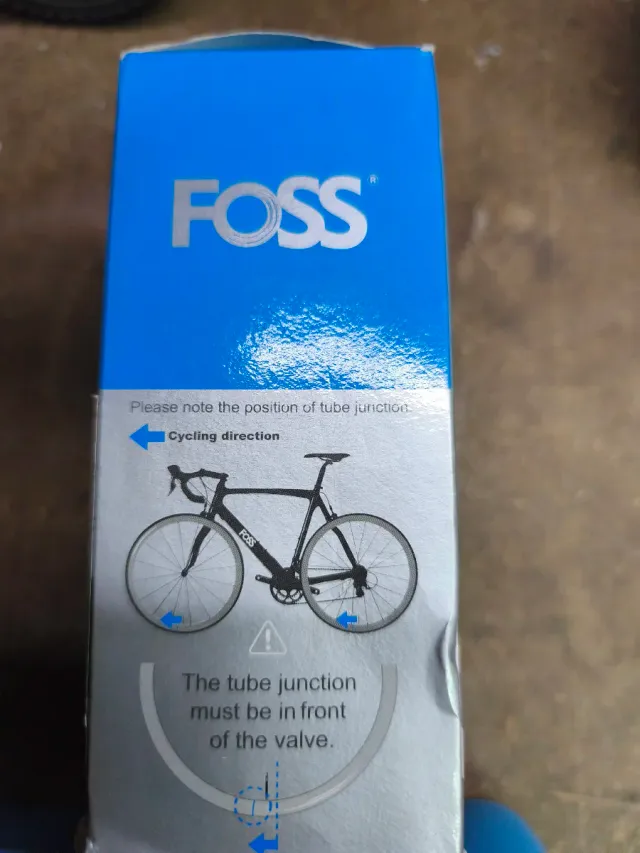 FOSS®
Please note the position of tube junction.
Cycling direction
FOSS
The tube junction
must be in front
of the valve.